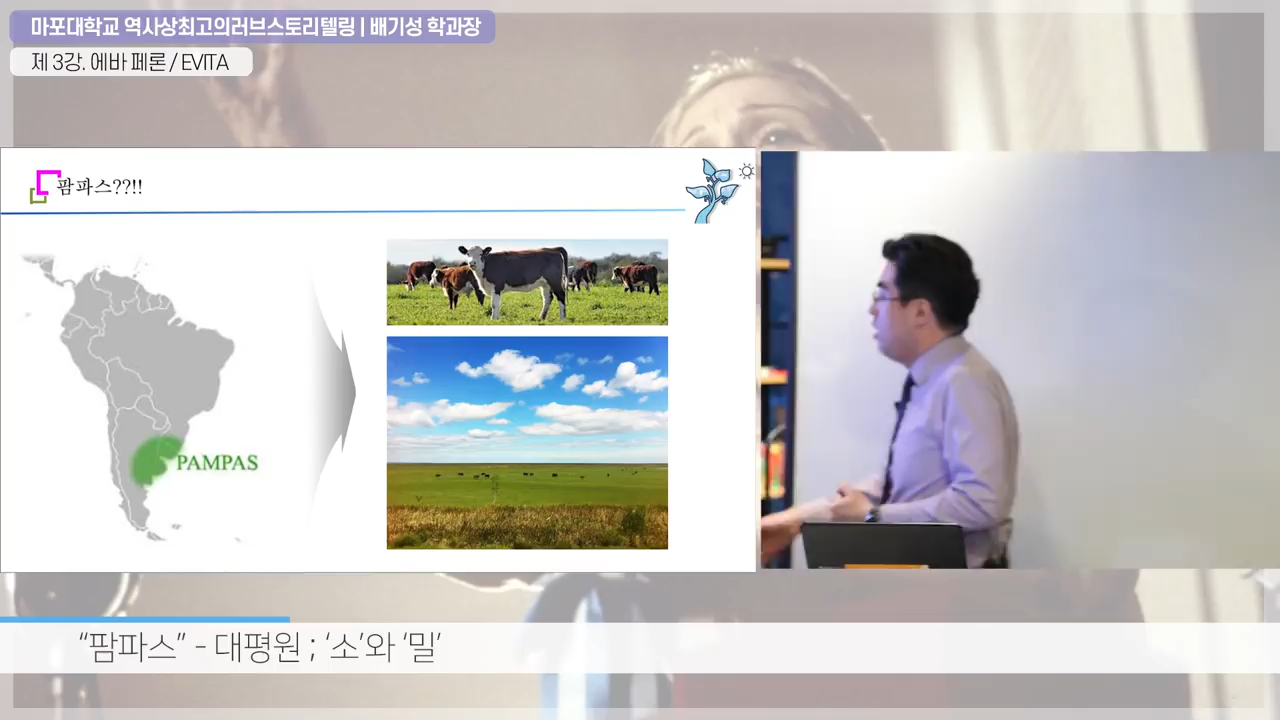 마포대학교 역사상최고의러브스토리텔링 | 배기성 학과장
제 3강. 에바 페론 / EVITA
팜파스??!!
PAMPAS
“팜파스” - 대평원 ; ‘소’와 ‘밀’